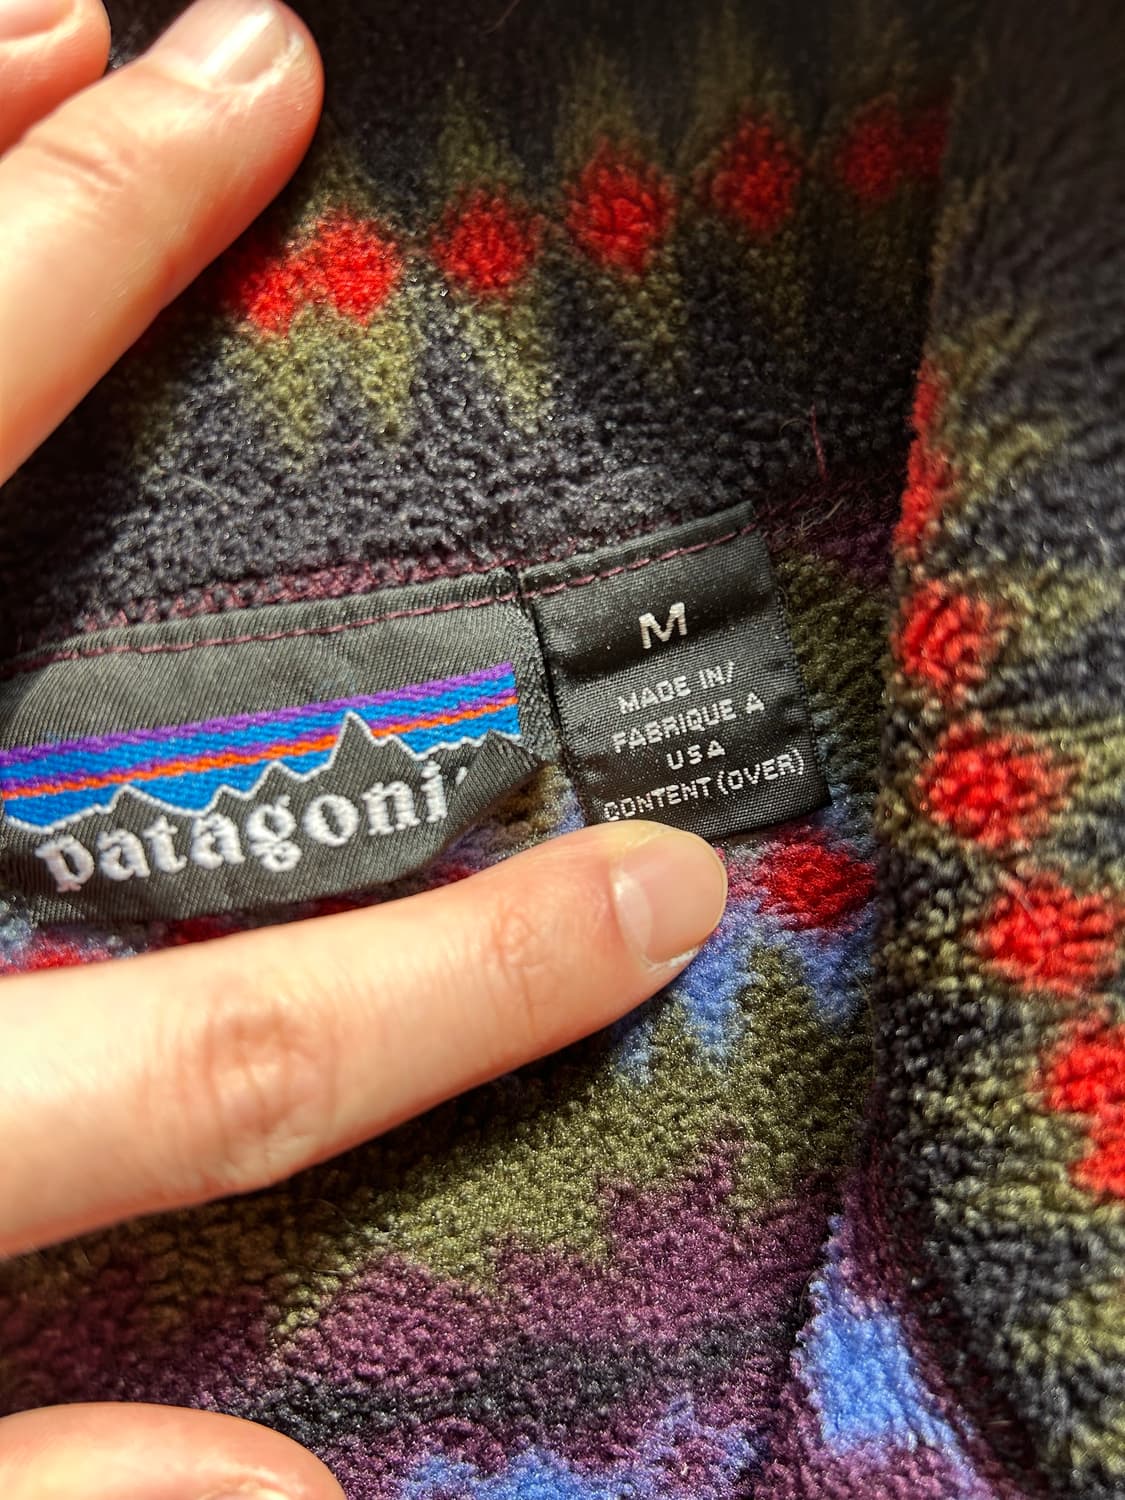 patagoni
M
MADE IN/
FABRIQUE A
USA
CONTENT(OVER)